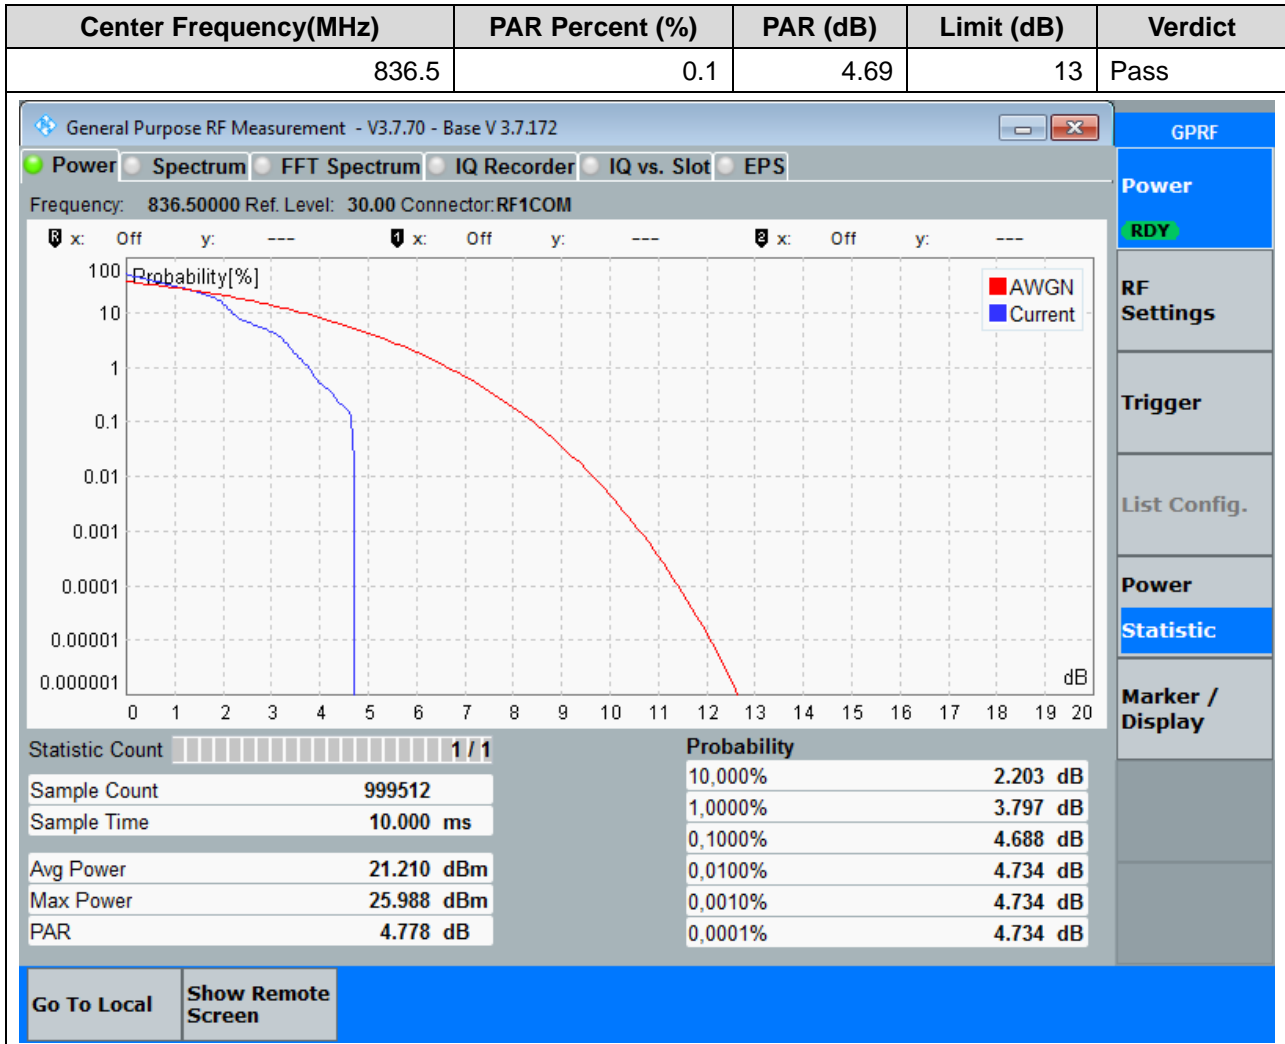 Center Frequency(MHz) PAR Percent (%) PAR (dB) Limit (dB) Verdict
836.5 0.1 4.69 13 Pass
General Purpose RF Measurement - V3.7.70 - Base V 3.7.172
GPRF
Power Spectrum FFT Spectrum IQ Recorder IQ vs. Slot EPS
Power
RDY
Frequency: 836.50000 Ref. Level: 30.00 Connector: RF1COM
R x: Off y: --- 1 x: Off y: --- 2 x: Off y: ---
Probability[%]
AWGN
Current
100
10
1
0.1
0.01
0.001
0.0001
0.00001
0.000001
dB
0 1 2 3 4 5 6 7 8 9 10 11 12 13 14 15 16 17 18 19 20
RF
Settings
Trigger
List Config.
Power
Statistic
Marker /
Display
Statistic Count 1 / 1
Sample Count 999512
Sample Time 10.000 ms
Avg Power 21.210 dBm
Max Power 25.988 dBm
PAR 4.778 dB
Probability
10,000% 2.203 dB
1,0000% 3.797 dB
0,1000% 4.688 dB
0,0100% 4.734 dB
0,0010% 4.734 dB
0,0001% 4.734 dB
Go To Local
Show Remote
Screen